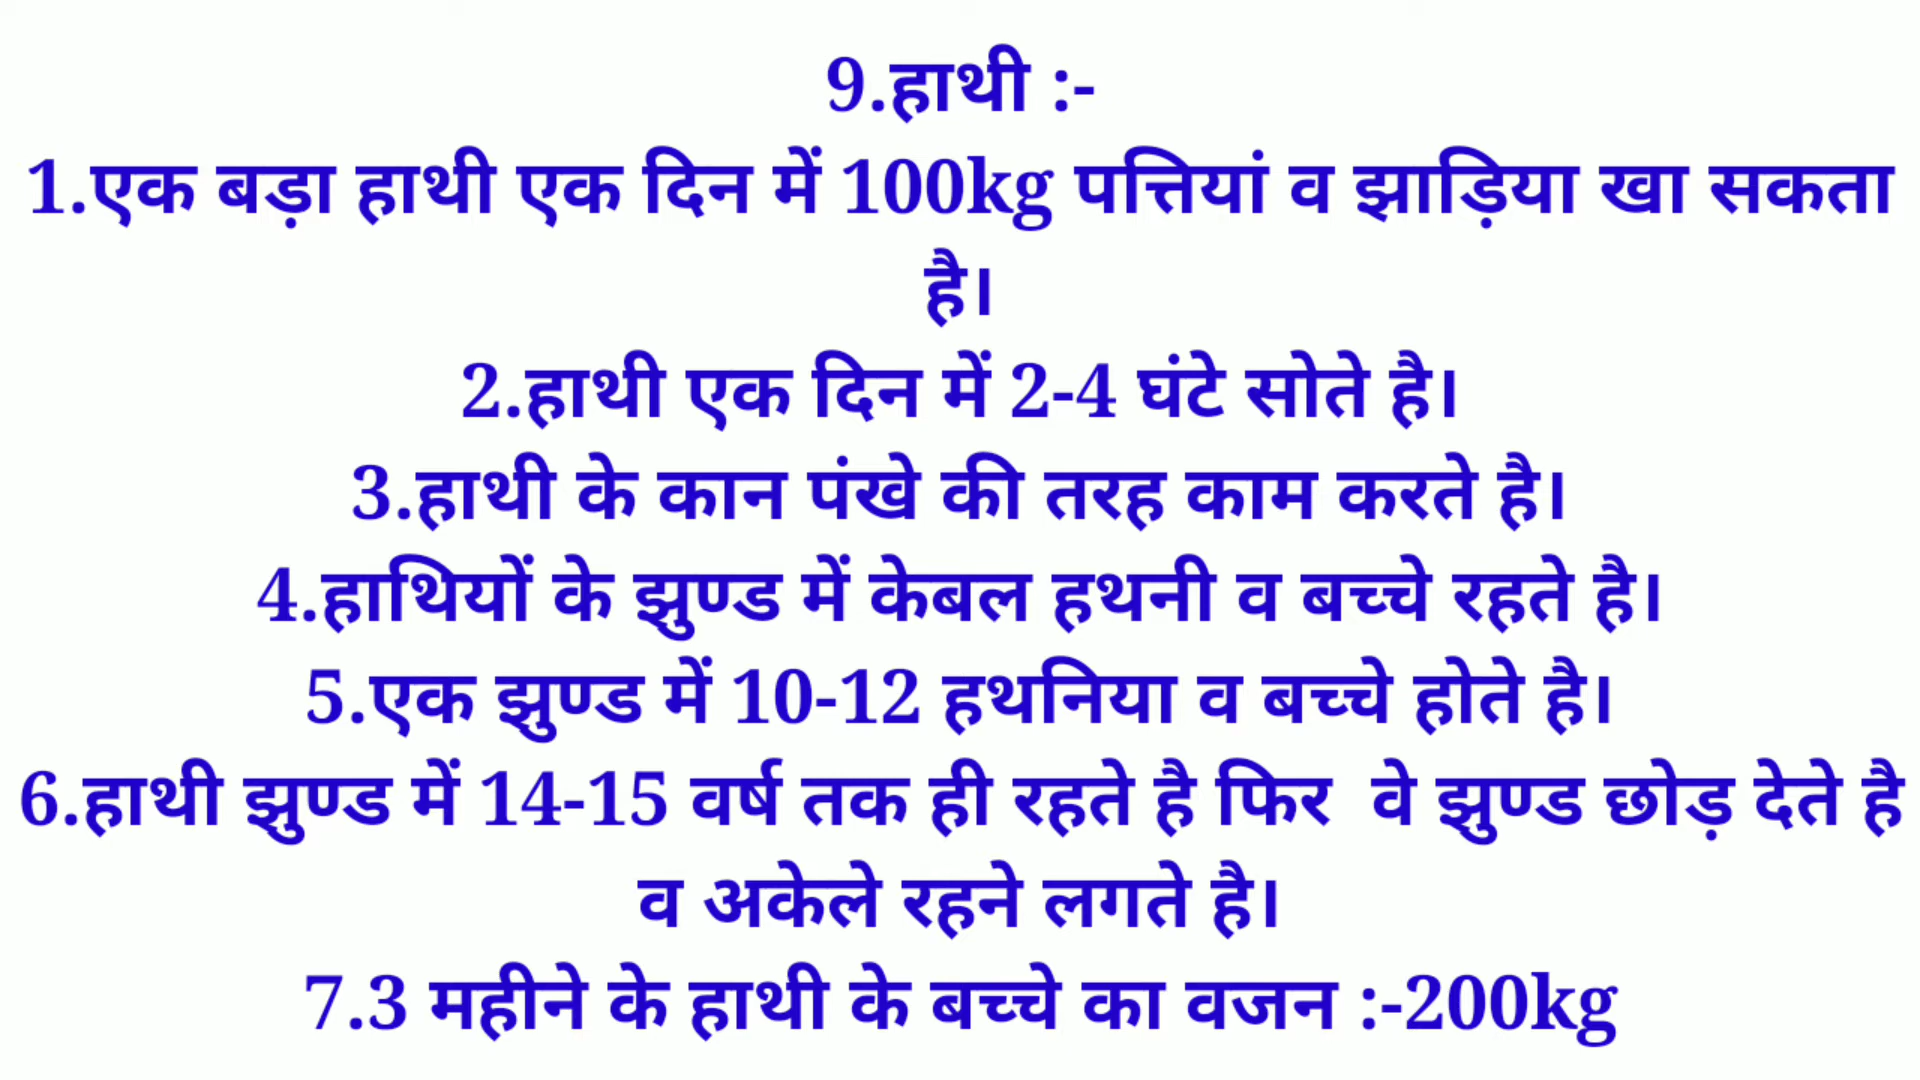 9.हाथी :-
1.एक बड़ा हाथी एक दिन में 100kg पत्तियां व झाड़िया खा सकता
है।
2.हाथी एक दिन में 2-4 घंटे सोते है।
3.हाथी के कान पंखे की तरह काम करते है।
4.हाथियों के झुण्ड में केबल हथनी व बच्चे रहते है।
5.एक झुण्ड में 10-12 हथनिया व बच्चे होते है।
6.हाथी झुण्ड में 14-15 वर्ष तक ही रहते है फिर  वे झुण्ड छोड़ देते है
व अकेले रहने लगते है।
7.3 महीने के हाथी के बच्चे का वजन :-200kg